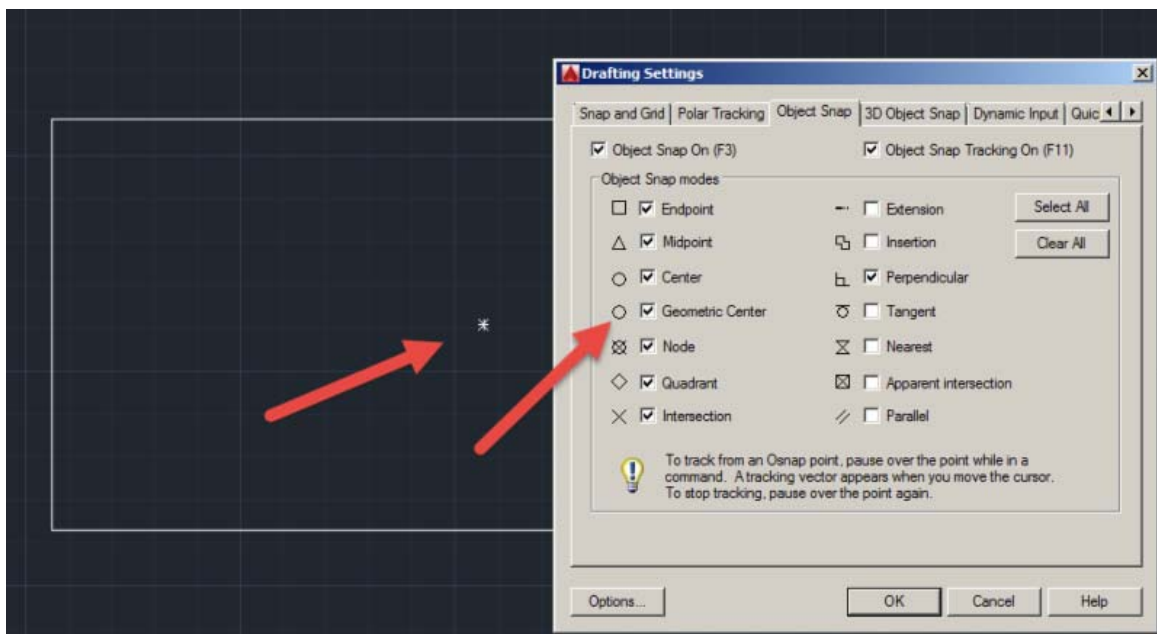 Drafting Settings
Snap and Grid Polar Tracking Object Snap 3D Object Snap Dynamic Input Quic
Object Snap On (F3) Object Snap Tracking On (F11)
Object Snap modes
Endpoint Extension Select All
Midpoint Insertion Clear All
Center Perpendicular
Geometric Center Tangent
Node Nearest
Quadrant Apparent intersection
Intersection Parallel
To track from an Osnap point, pause over the point while in a
command. A tracking vector appears when you move the cursor.
To stop tracking, pause over the point again.
Options... OK Cancel Help